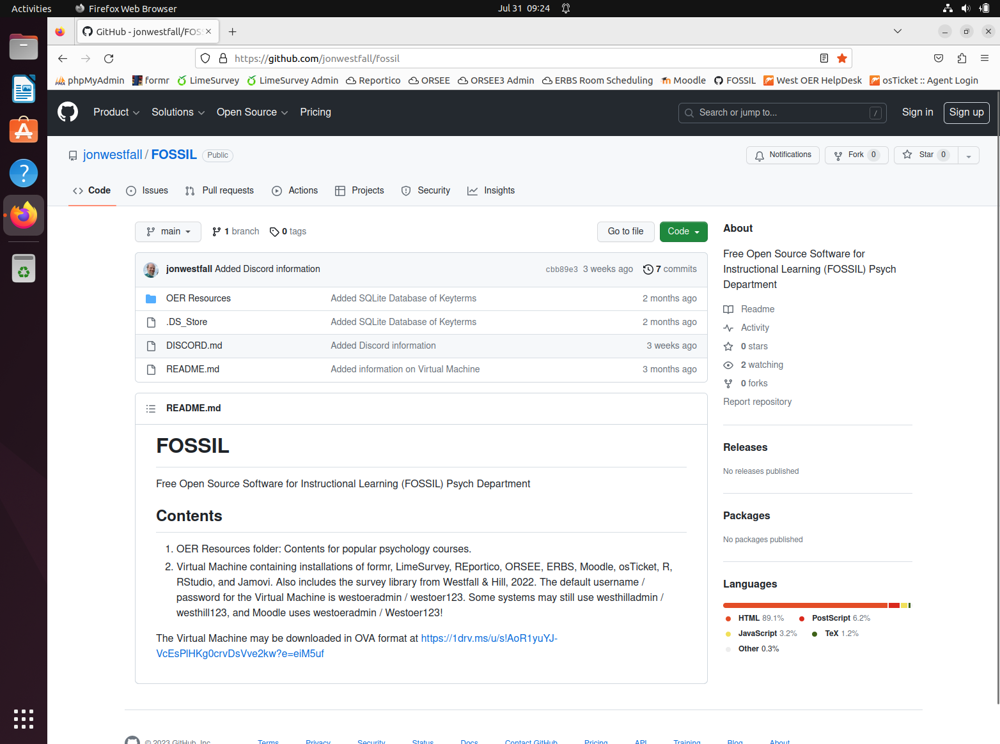 Activities
Firefox Web Browser
Jul 31 09:24
GitHub - jonwestfall/FOSS
https://github.com/jonwestfall/fossil
phpMyAdmin formr LimeSurvey LimeSurvey Admin Reportico ORSEE ORSEE3 Admin ERBS Room Scheduling Moodle FOSSIL West OER HelpDesk osTicket :: Agent Login
Product Solutions Open Source Pricing
Search or jump to... /
Sign in Sign up
jonwestfall / FOSSIL Public
Notifications Fork 0 Star 0
Code Issues Pull requests Actions Projects Security Insights
main 1 branch 0 tags
Go to file Code
jonwestfall Added Discord information cbb89e3 3 weeks ago 7 commits
OER Resources Added SQLite Database of Keyterms 2 months ago
.DS_Store Added SQLite Database of Keyterms 2 months ago
DISCORD.md Added Discord information 3 weeks ago
README.md Added information on Virtual Machine 3 months ago
README.md
FOSSIL
Free Open Source Software for Instructional Learning (FOSSIL) Psych Department
Contents
1. OER Resources folder: Contents for popular psychology courses.
2. Virtual Machine containing installations of formr, LimeSurvey, REportico, ORSEE, ERBS, Moodle, osTicket, R,
RStudio, and Jamovi. Also includes the survey library from Westfall & Hill, 2022. The default username /
password for the Virtual Machine is westoeradmin / westoer123. Some systems may still use westhilladmin /
westhill123, and Moodle uses westoeradmin / Westoer123!
The Virtual Machine may be downloaded in OVA format at https://1drv.ms/u/s!AoR1yuYJ-
VcEsPlHKg0crvDsVve2kw?e=eiM5uf
About
Free Open Source Software for
Instructional Learning (FOSSIL) Psych
Department
Readme
Activity
0 stars
2 watching
0 forks
Report repository
Releases
No releases published
Packages
No packages published
Languages
HTML 89.1% PostScript 6.2%
JavaScript 3.2% TeX 1.2%
Other 0.3%
© 2023 GitHub, Inc. Terms Privacy Security Status Docs Contact GitHub Pricing API Training Blog About